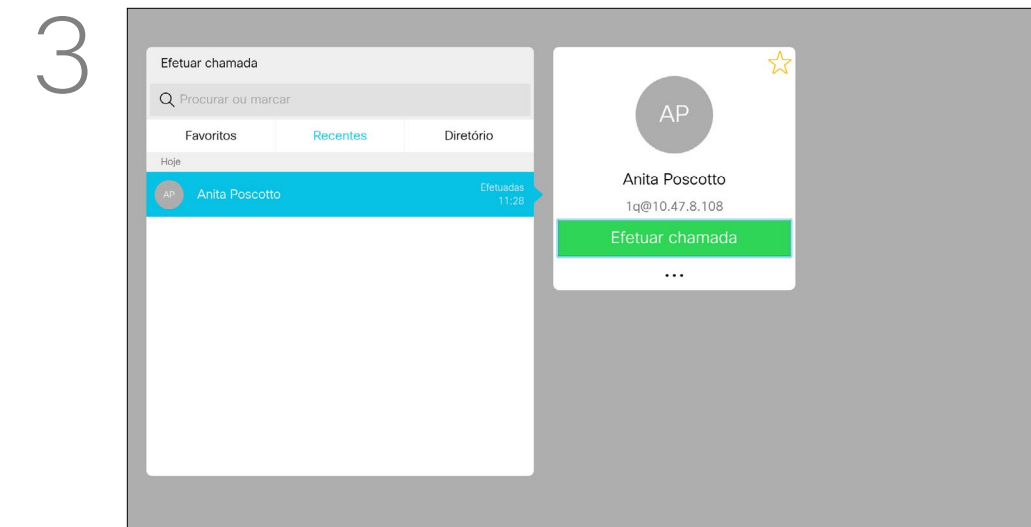 3
Efetuar chamada
Procurar ou marcar
Favoritos Recentes Diretório
Hoje
AP Anita Poscotto Efetuadas
11:28
AP
Anita Poscotto
1q@10.47.8.108
Efetuar chamada
...